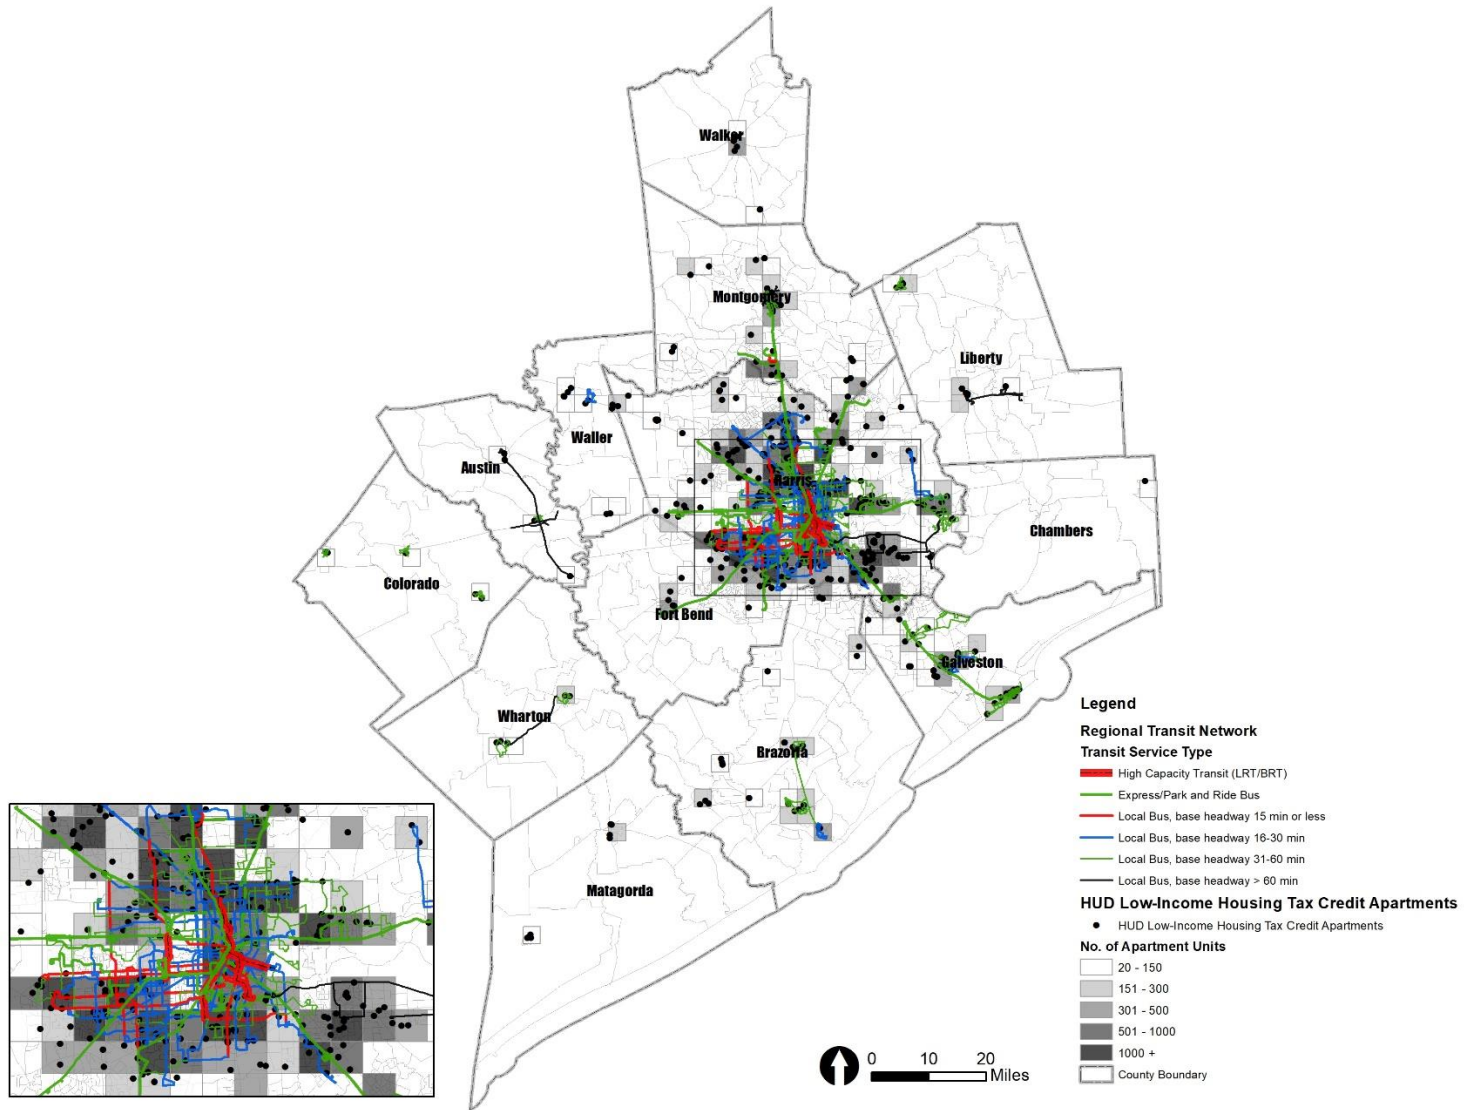 Walker
Montgomery
Liberty
Waller
Austin
Harris
Chambers
Colorado
Fort Bend
Galveston
Wharton
Brazoria
Matagorda
Legend
Regional Transit Network
Transit Service Type
High Capacity Transit (LRT/BRT)
Express/Park and Ride Bus
Local Bus, base headway 15 min or less
Local Bus, base headway 16-30 min
Local Bus, base headway 31-60 min
Local Bus, base headway > 60 min
HUD Low-Income Housing Tax Credit Apartments
HUD Low-Income Housing Tax Credit Apartments
No. of Apartment Units
20 - 150
151 - 300
301 - 500
501 - 1000
1000 +
County Boundary
0 10 20
Miles